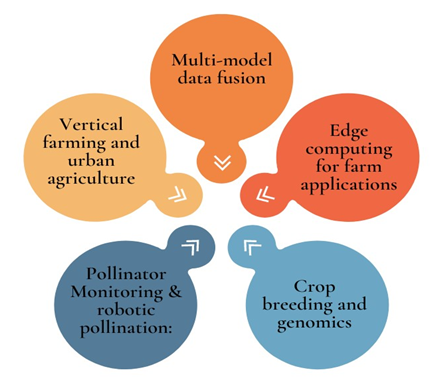 Multi-model
data fusion
Vertical
farming and
urban
agriculture
Edge
computing
for farm
applications
Pollinator
Monitoring &
robotic
pollination:
Crop
breeding and
genomics